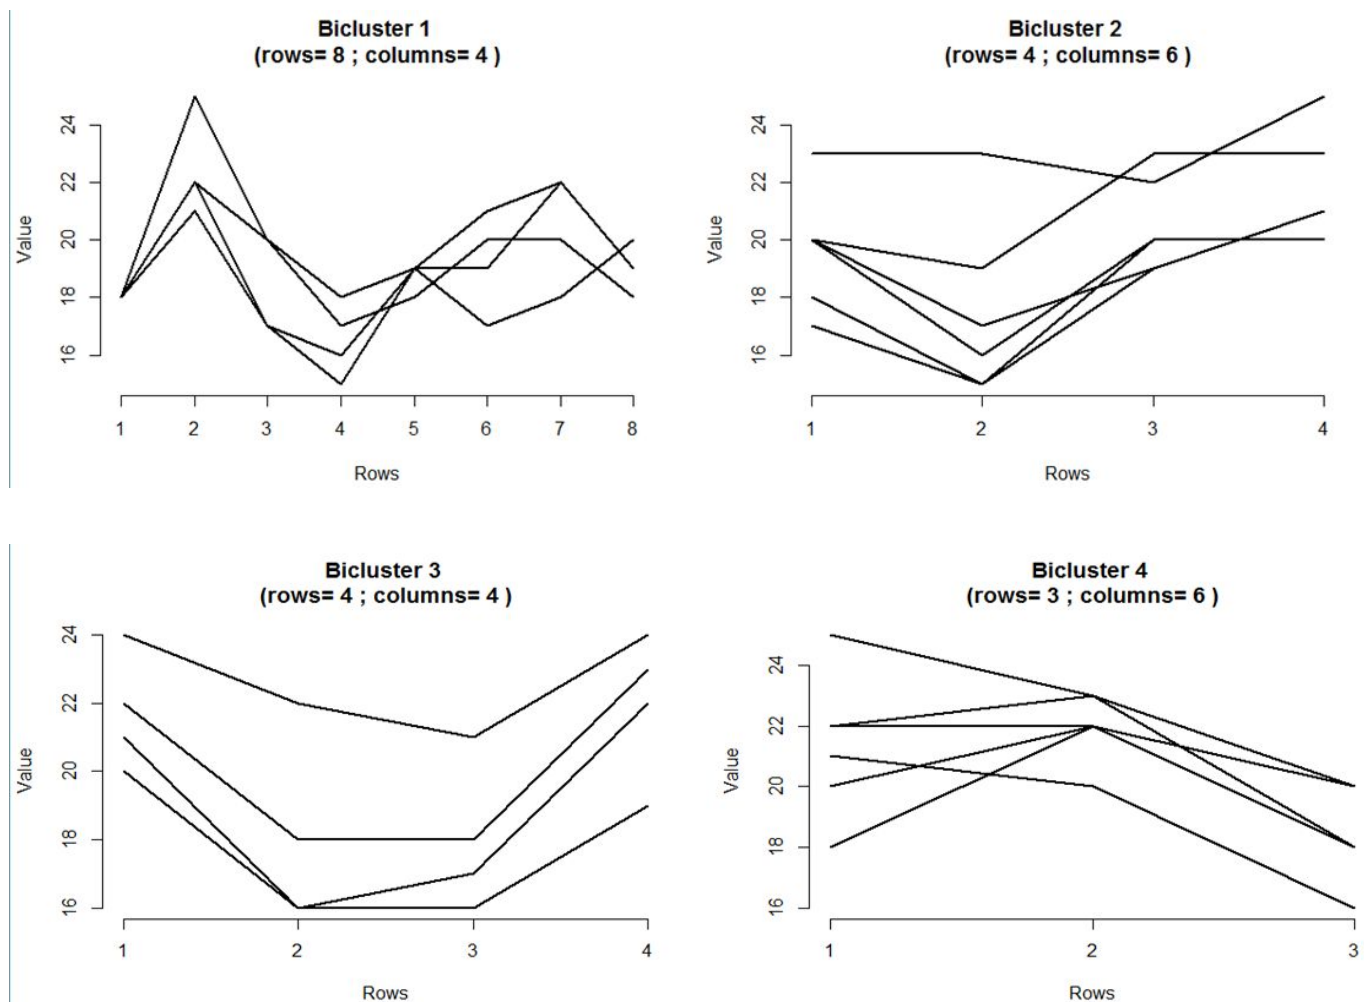 Bicluster 1
(rows= 8 ; columns= 4 )
Value
24
22
20
18
16
1 2 3 4 5 6 7 8
Rows
Bicluster 2
(rows= 4 ; columns= 6 )
Value
24
22
20
18
16
1 2 3 4
Rows
Bicluster 3
(rows= 4 ; columns= 4 )
Value
24
22
20
18
16
1 2 3 4
Rows
Bicluster 4
(rows= 3 ; columns= 6 )
Value
24
22
20
18
16
1 2 3
Rows